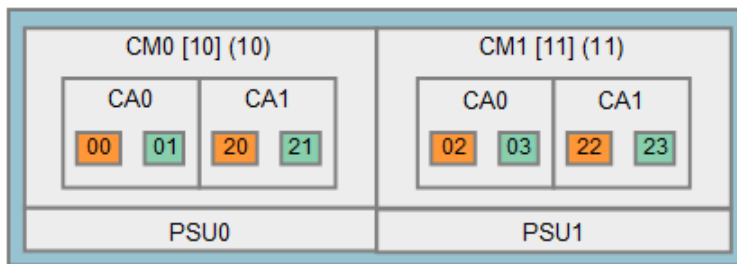 CM0 [10] (10) CM1 [11] (11)
CA0 CA1 CA0 CA1
00 01 20 21 02 03 22 23
PSU0 PSU1